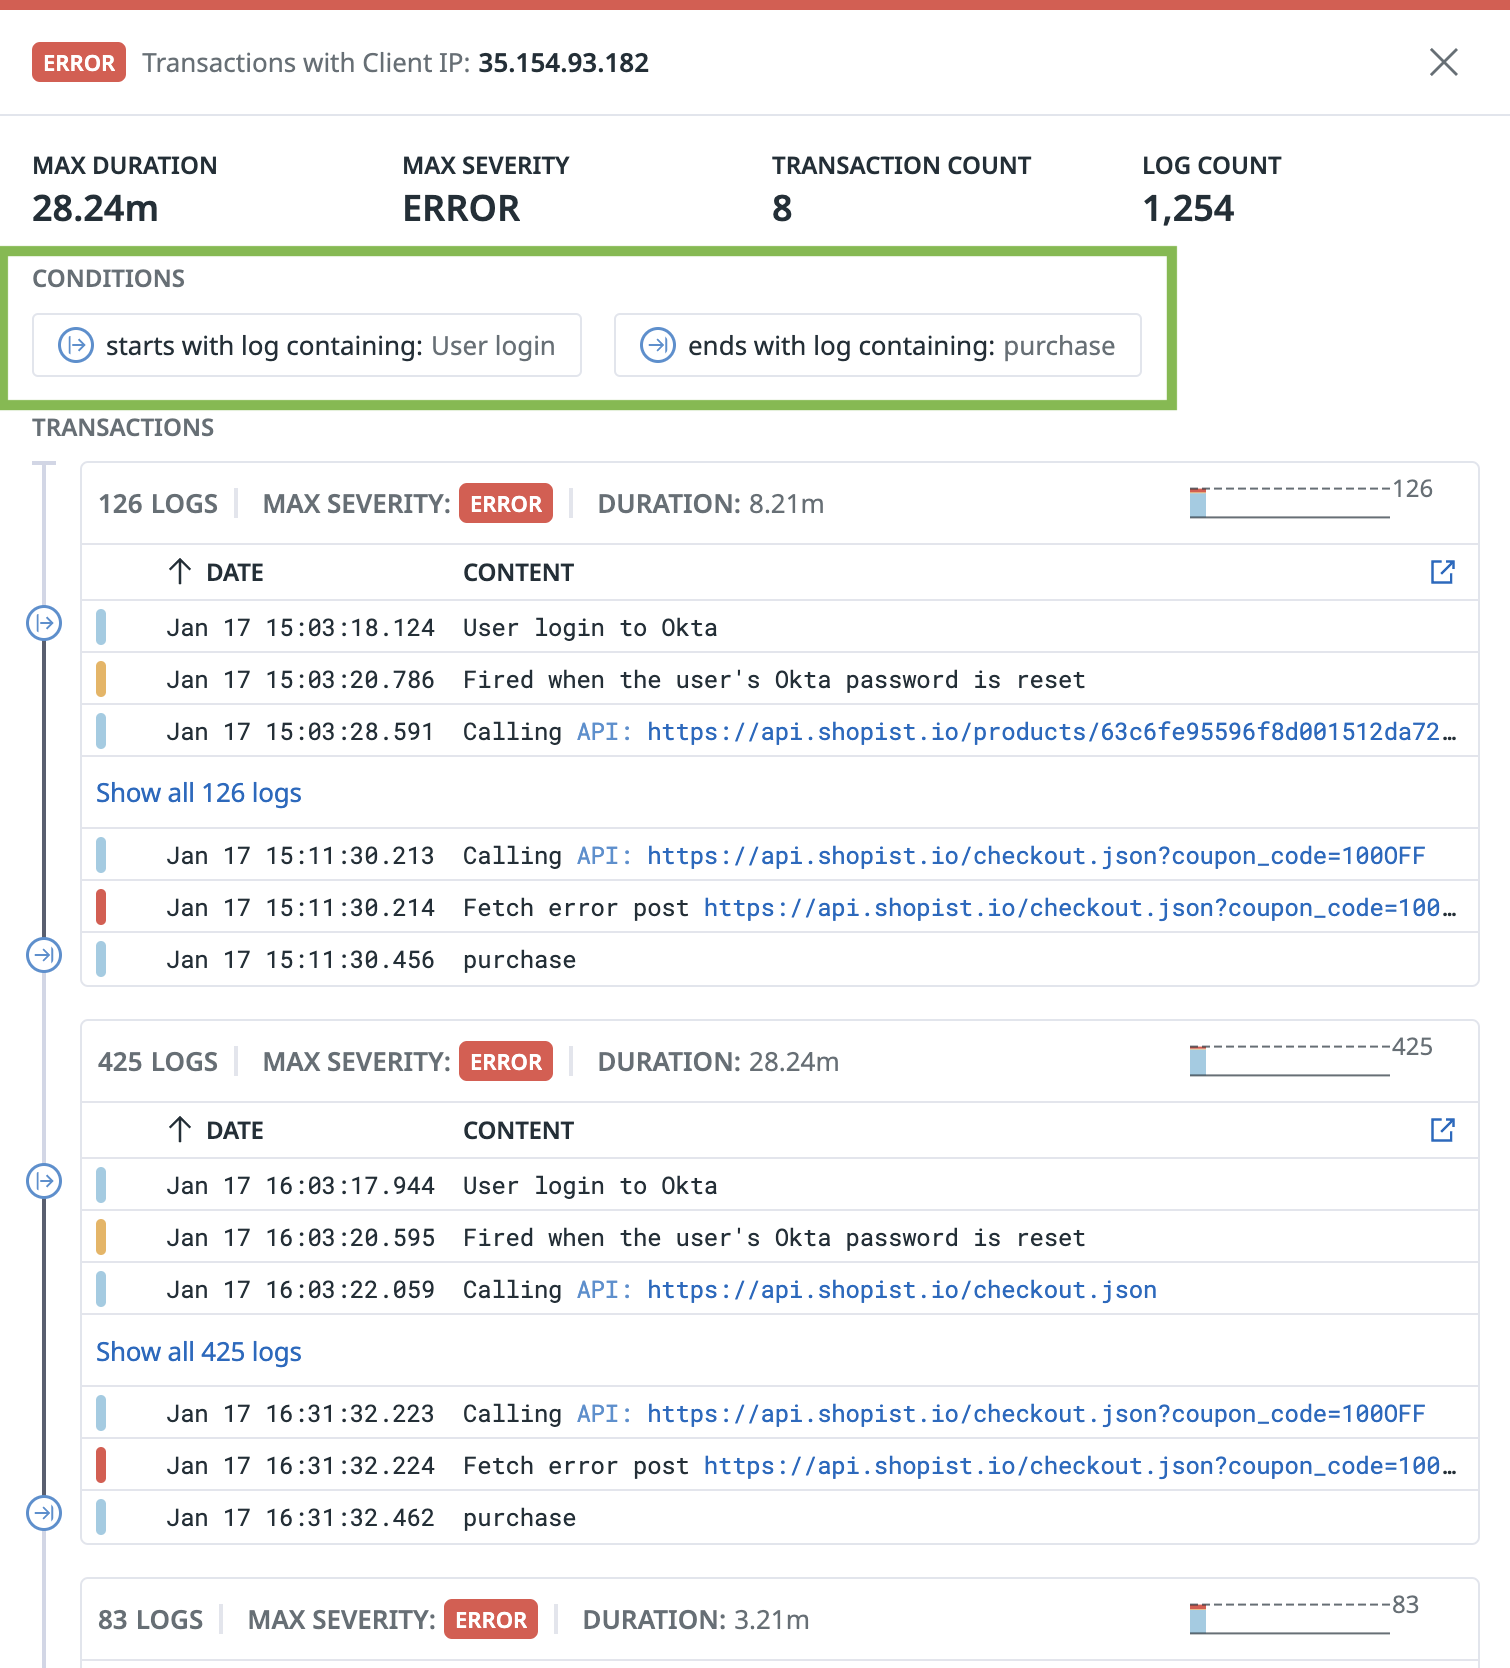 ERROR Transactions with Client IP: 35.154.93.182
MAX DURATION MAX SEVERITY TRANSACTION COUNT LOG COUNT
28.24m ERROR 8 1,254
CONDITIONS
starts with log containing: User login ends with log containing: purchase
TRANSACTIONS
126 LOGS MAX SEVERITY: ERROR DURATION: 8.21m 126
DATE CONTENT
Jan 17 15:03:18.124 User login to Okta
Jan 17 15:03:20.786 Fired when the user's Okta password is reset
Jan 17 15:03:28.591 Calling API: https://api.shopist.io/products/63c6fe95596f8d001512da72…
Show all 126 logs
Jan 17 15:11:30.213 Calling API: https://api.shopist.io/checkout.json?coupon_code=100OFF
Jan 17 15:11:30.214 Fetch error post https://api.shopist.io/checkout.json?coupon_code=100…
Jan 17 15:11:30.456 purchase
425 LOGS MAX SEVERITY: ERROR DURATION: 28.24m 425
DATE CONTENT
Jan 17 16:03:17.944 User login to Okta
Jan 17 16:03:20.595 Fired when the user's Okta password is reset
Jan 17 16:03:22.059 Calling API: https://api.shopist.io/checkout.json
Show all 425 logs
Jan 17 16:31:32.223 Calling API: https://api.shopist.io/checkout.json?coupon_code=100OFF
Jan 17 16:31:32.224 Fetch error post https://api.shopist.io/checkout.json?coupon_code=100…
Jan 17 16:31:32.462 purchase
83 LOGS MAX SEVERITY: ERROR DURATION: 3.21m 83